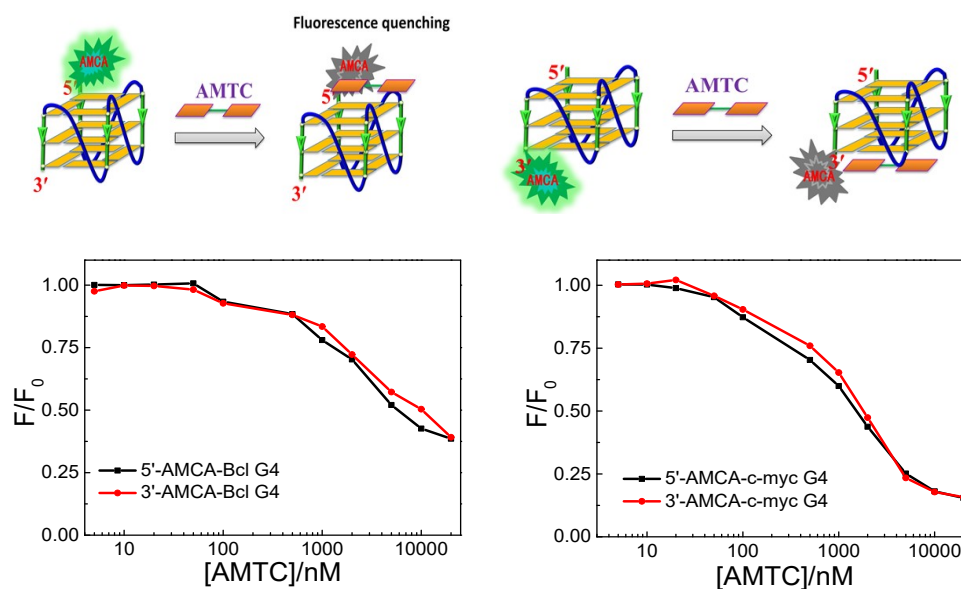 Fluorescence quenching
AMCA
5′
AMTC
3′
AMCA
5′
3′
5′
AMTC
3′
AMCA
5′
3′
AMCA
1.00
0.75
0.50
0.25
0.00
F/F0
5'-AMCA-Bcl G4
3'-AMCA-Bcl G4
10 100 1000 10000
[AMTC]/nM
1.00
0.75
0.50
0.25
0.00
F/F0
5'-AMCA-c-myc G4
3'-AMCA-c-myc G4
10 100 1000 10000
[AMTC]/nM